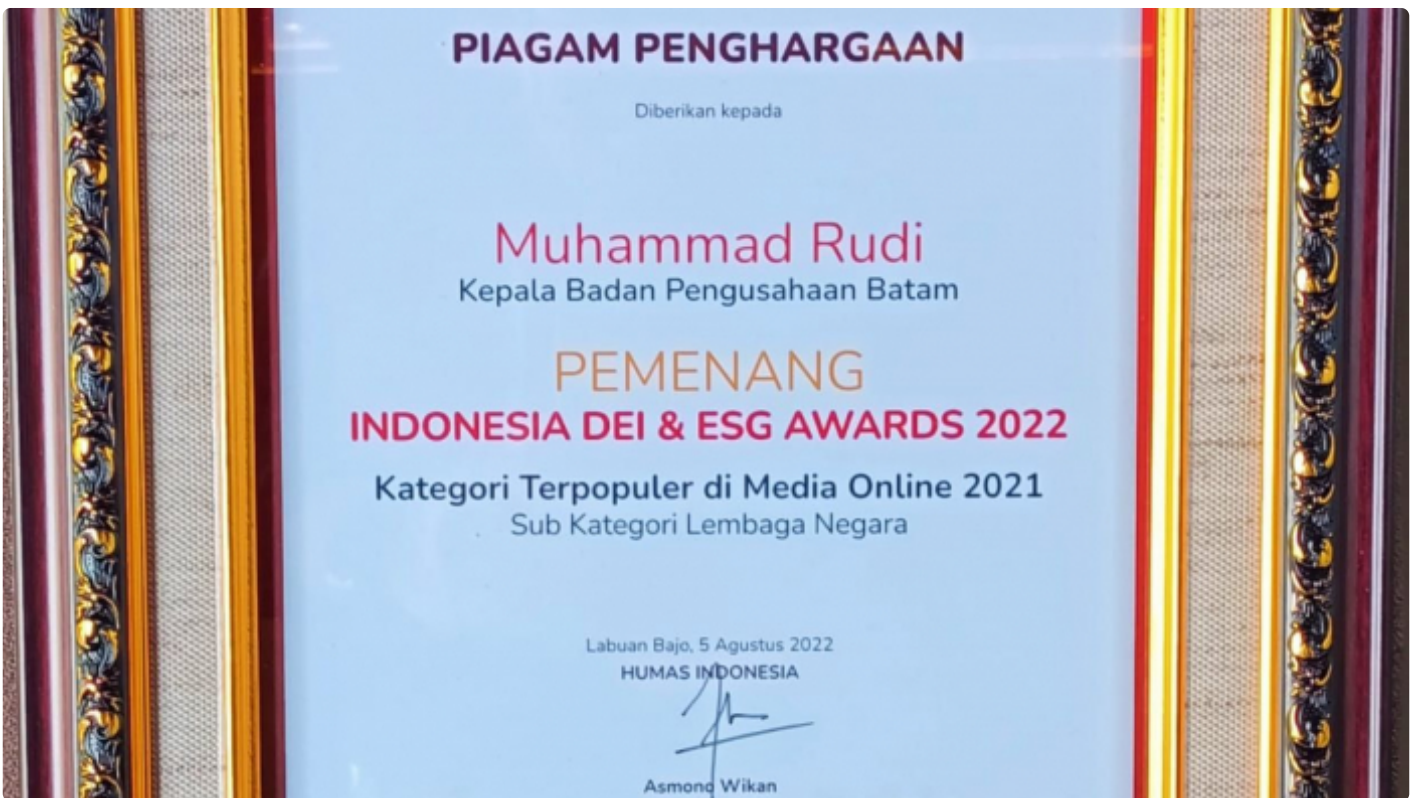 PIAGAM PENGHARGAAN
Diberikan kepada
Muhammad Rudi
Kepala Badan Pengusahaan Batam
PEMENANG
INDONESIA DEI & ESG AWARDS 2022
Kategori Terpopuler di Media Online 2021
Sub Kategori Lembaga Negara
Labuan Bajo, 5 Agustus 2022
HUMAS INDONESIA
Asmono Wikan